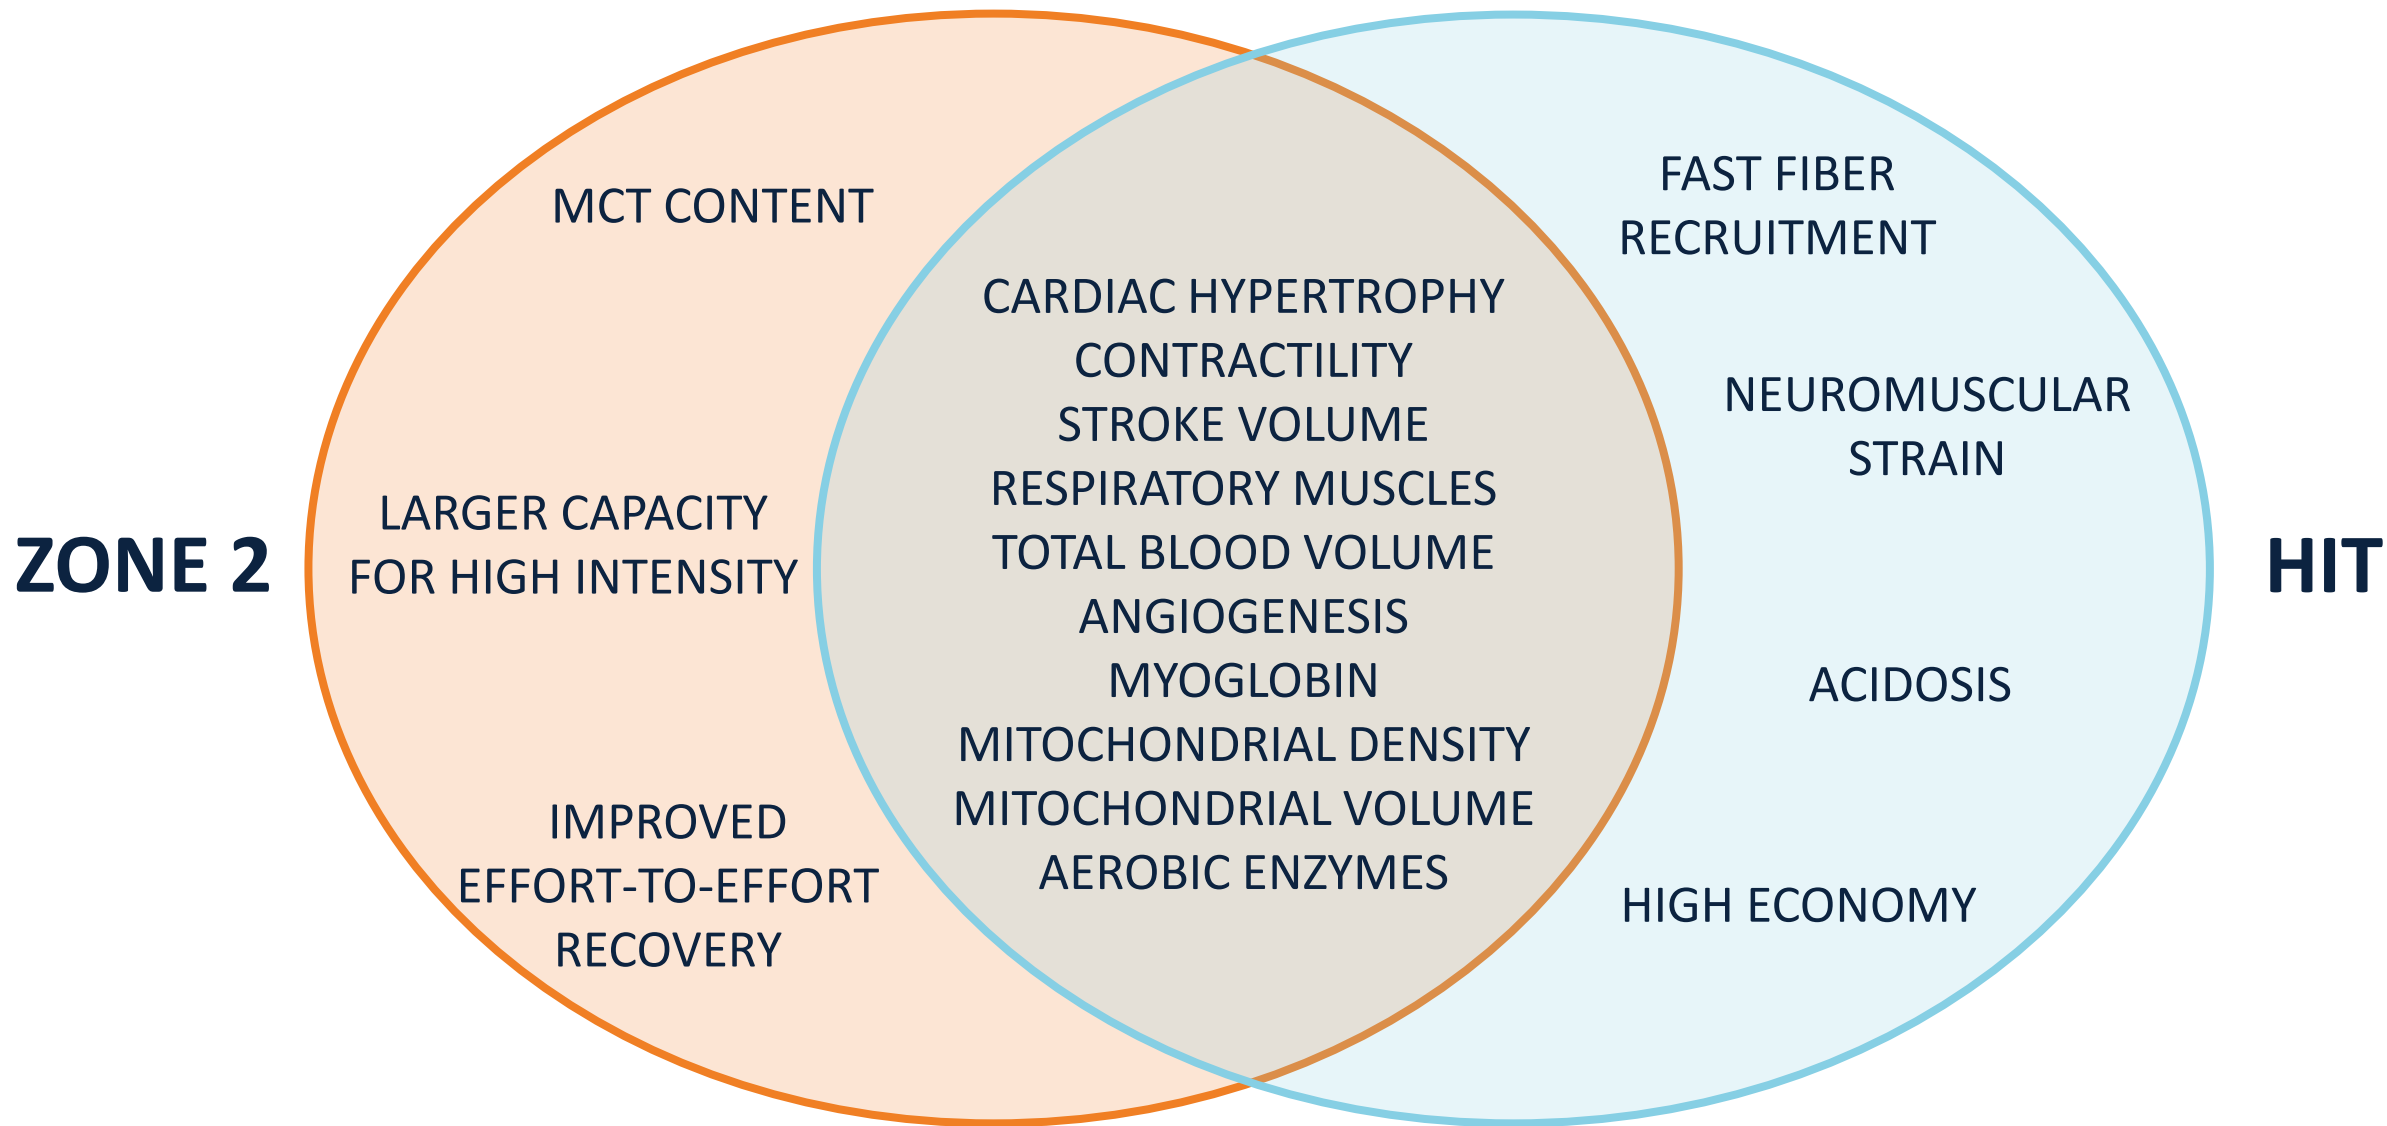 ZONE 2
MCT CONTENT
LARGER CAPACITY
FOR HIGH INTENSITY
IMPROVED
EFFORT-TO-EFFORT
RECOVERY
CARDIAC HYPERTROPHY
CONTRACTILITY
STROKE VOLUME
RESPIRATORY MUSCLES
TOTAL BLOOD VOLUME
ANGIOGENESIS
MYOGLOBIN
MITOCHONDRIAL DENSITY
MITOCHONDRIAL VOLUME
AEROBIC ENZYMES
FAST FIBER
RECRUITMENT
NEUROMUSCULAR
STRAIN
ACIDOSIS
HIGH ECONOMY
HIT